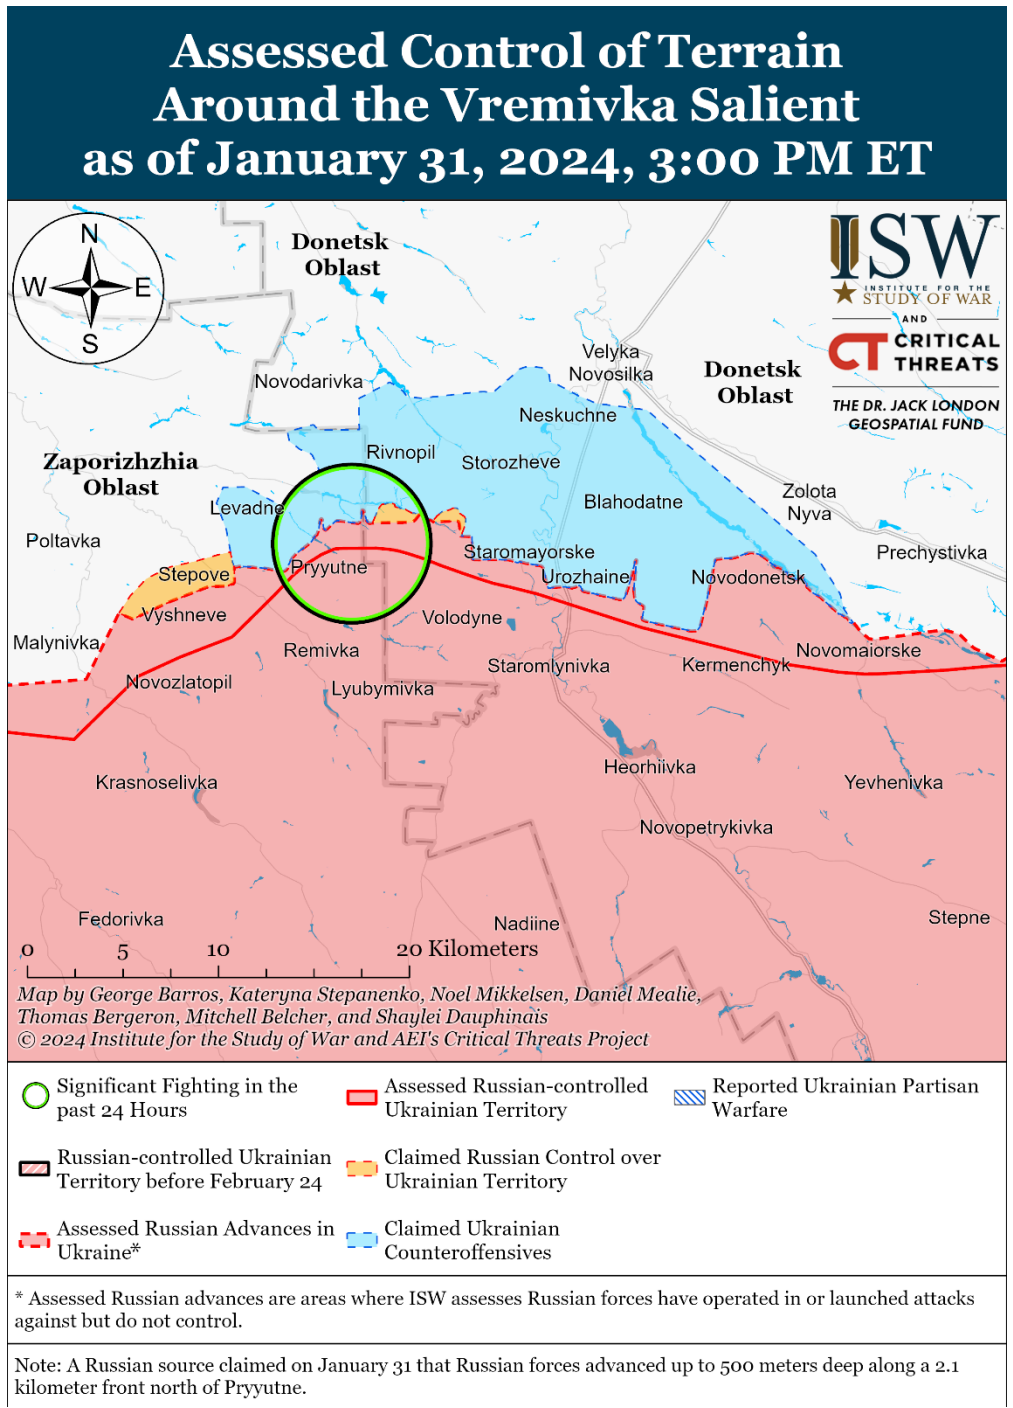 Assessed Control of Terrain
Around the Vremivka Salient
as of January 31, 2024, 3:00 PM ET
N
W
E
S
Donetsk
Oblast
ISW
INSTITUTE FOR THE
STUDY OF WAR
AND
CT CRITICAL
THREATS
THE DR. JACK LONDON
GEOSPATIAL FUND
Velyka
Novosilka
Donetsk
Oblast
Novodarivka
Neskuchne
Rivnopil
Storozheve
Zaporizhzhia
Oblast
Blahodatne
Zolota
Nyva
Levadne
Poltavka
Prechystivka
Staromayorske
Pryyutne
Stepove
Urozhaine
Novodonetsk
Vyshneve
Volodyne
Malynivka
Remivka
Novomaiorske
Staromlynivka
Kermenchyk
Novozlatopil
Lyubymivka
Heorhiivka
Krasnoselivka
Yevhenivka
Novopetrykivka
Fedorivka
Nadiine
Stepne
0 5 10 20 Kilometers
Map by George Barros, Kateryna Stepanenko, Noel Mikkelsen, Daniel Mealie,
Thomas Bergeron, Mitchell Belcher, and Shaylei Dauphinais
© 2024 Institute for the Study of War and AEI's Critical Threats Project
Significant Fighting in the
past 24 Hours
Assessed Russian-controlled
Ukrainian Territory
Reported Ukrainian Partisan
Warfare
Russian-controlled Ukrainian
Territory before February 24
Claimed Russian Control over
Ukrainian Territory
Assessed Russian Advances in
Ukraine*
Claimed Ukrainian
Counteroffensives
* Assessed Russian advances are areas where ISW assesses Russian forces have operated in or launched attacks
against but do not control.
Note: A Russian source claimed on January 31 that Russian forces advanced up to 500 meters deep along a 2.1
kilometer front north of Pryyutne.